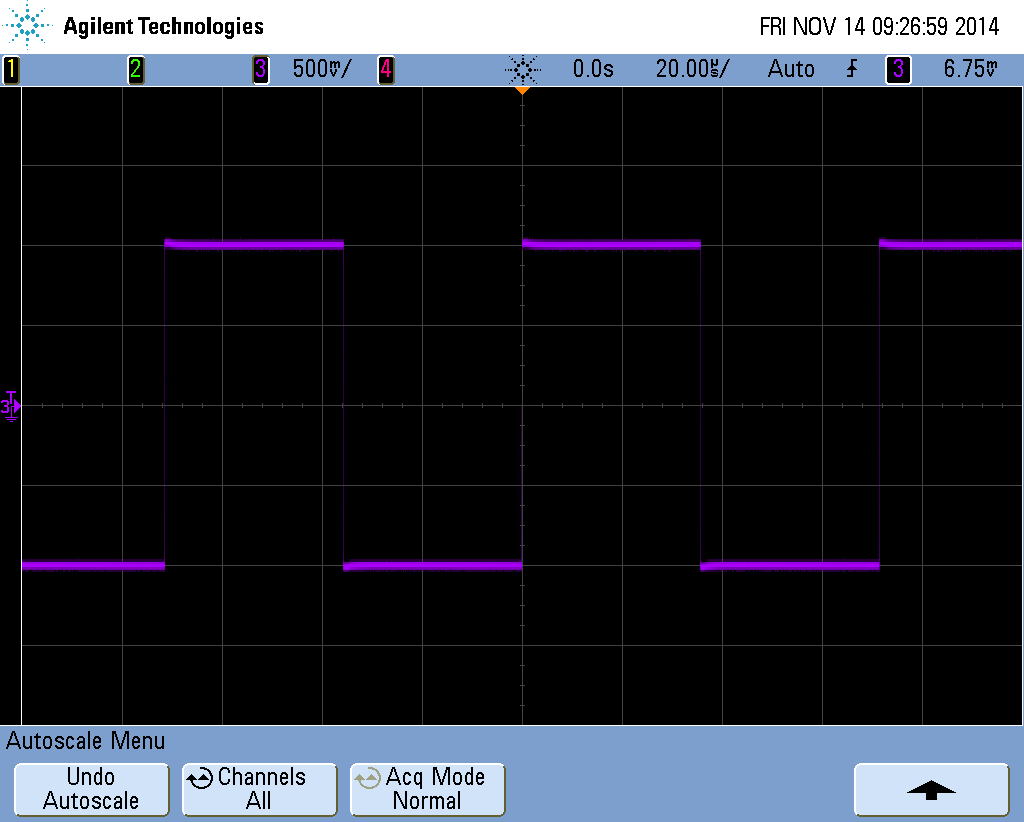 Agilent Technologies FRI NOV 14 09:26:59 2014
1 2 3 500mV/ 4 0.0s 20.00µs/ Auto 3 6.75mV
T
3
Autoscale Menu
Undo Autoscale
Channels All
Acq Mode Normal